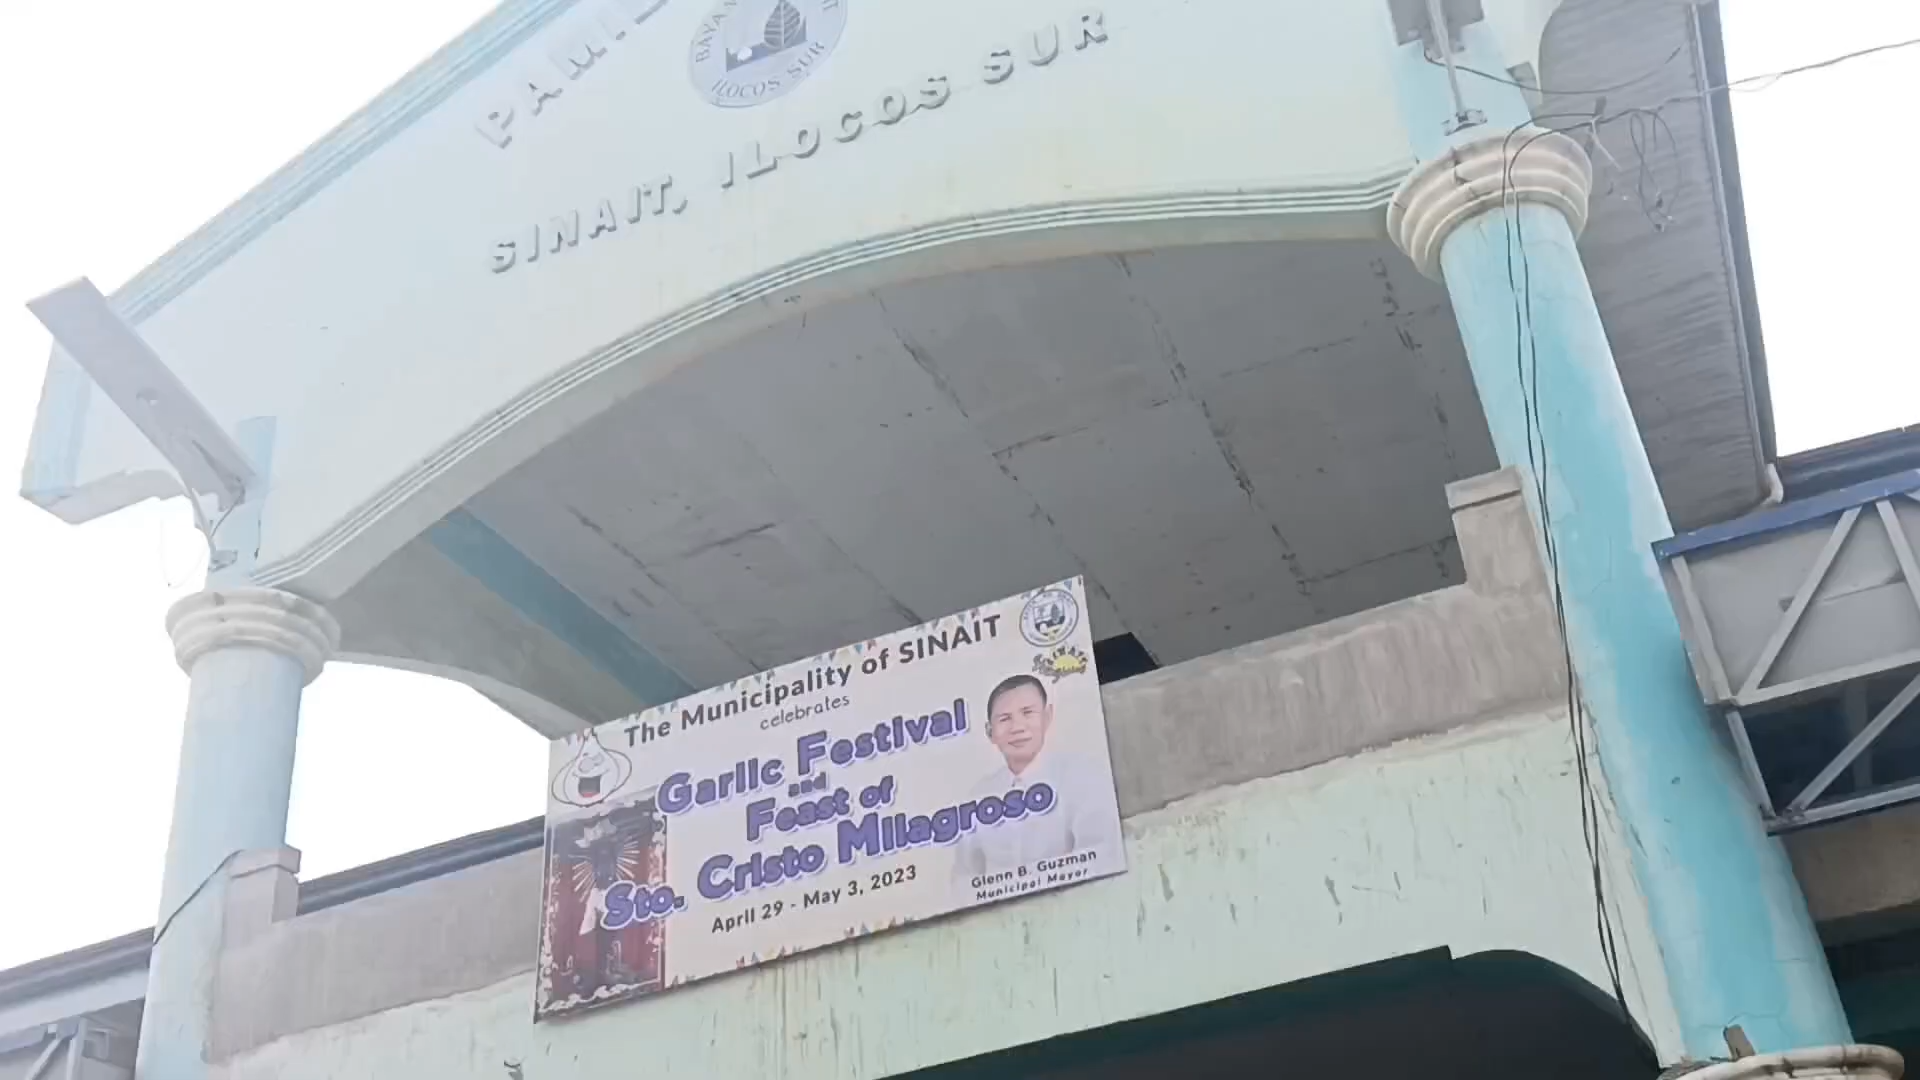 BAYAN
ILOCOS SUR
SINAIT, ILOCOS SUR
The Municipality of SINAIT
celebrates
Garlic Festival
and
Feast of
Sto. Cristo Milagroso
April 29 - May 3, 2023
Glenn B. Guzman
Municipal Mayor